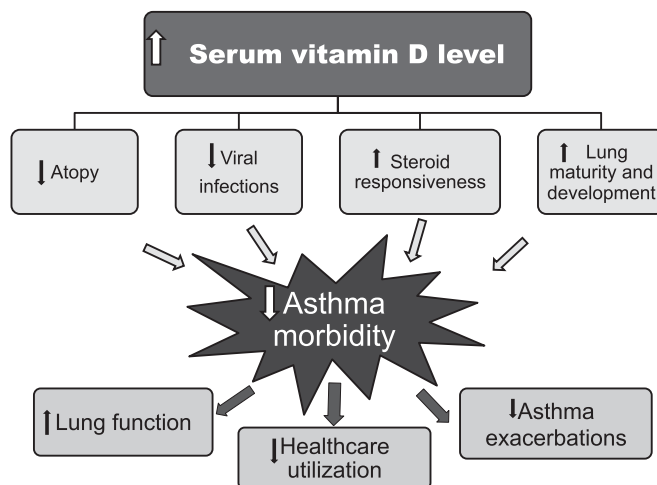 ↑ Serum vitamin D level
↓ Atopy
↓ Viral
infections
↑ Steroid
responsiveness
↑ Lung
maturity and
development
↓ Asthma
morbidity
↑ Lung function
↓ Healthcare
utilization
↓ Asthma
exacerbations